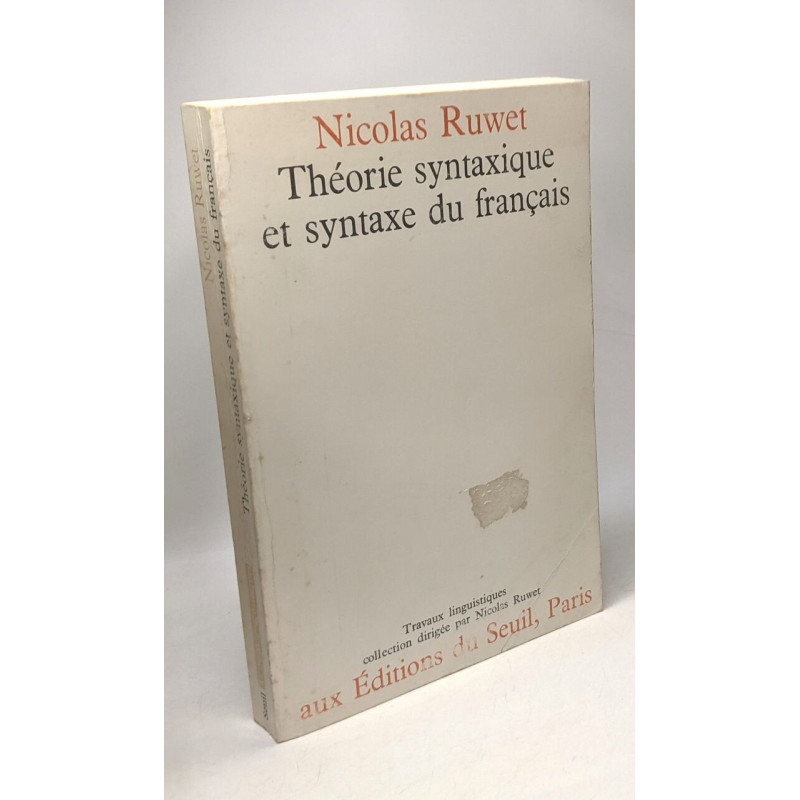 Nicolas Ruwet
Théorie syntaxique
et syntaxe du français
Travaux linguistiques
collection dirigée par Nicolas Ruwet
aux Éditions du Seuil, Paris
Nicolas Ruwet
Théorie syntaxique et syntaxe du français
Seuil